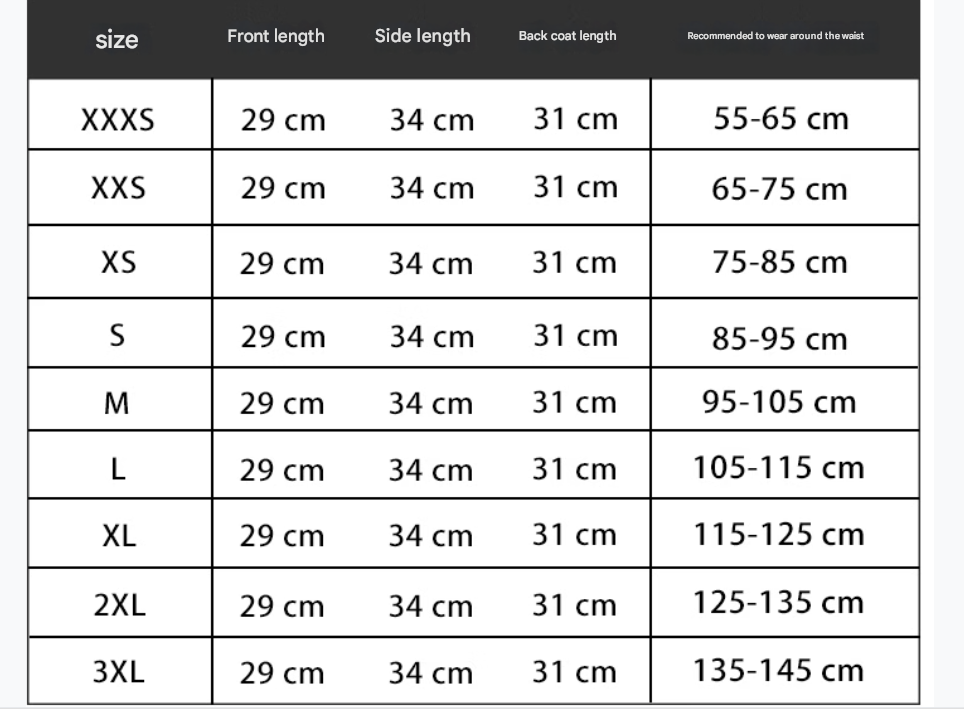 size Front length Side length Back coat length Recommended to wear around the waist
XXXS 29 cm 34 cm 31 cm 55-65 cm
XXS 29 cm 34 cm 31 cm 65-75 cm
XS 29 cm 34 cm 31 cm 75-85 cm
S 29 cm 34 cm 31 cm 85-95 cm
M 29 cm 34 cm 31 cm 95-105 cm
L 29 cm 34 cm 31 cm 105-115 cm
XL 29 cm 34 cm 31 cm 115-125 cm
2XL 29 cm 34 cm 31 cm 125-135 cm
3XL 29 cm 34 cm 31 cm 135-145 cm